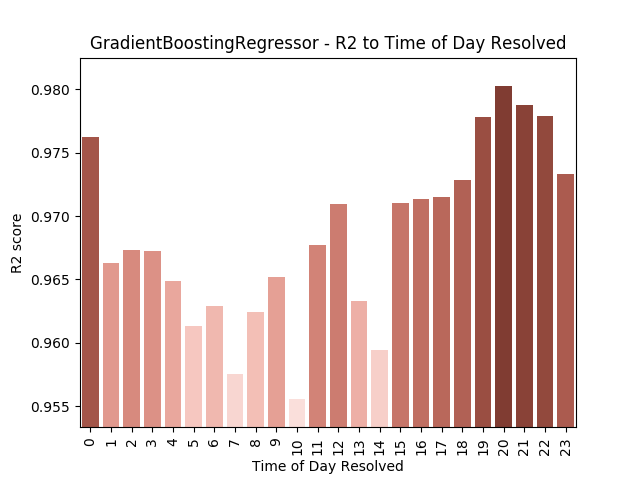 GradientBoostingRegressor - R2 to Time of Day Resolved
0.980
0.975
0.970
0.965
0.960
0.955
R2 score
0 1 2 3 4 5 6 7 8 9 10 11 12 13 14 15 16 17 18 19 20 21 22 23
Time of Day Resolved